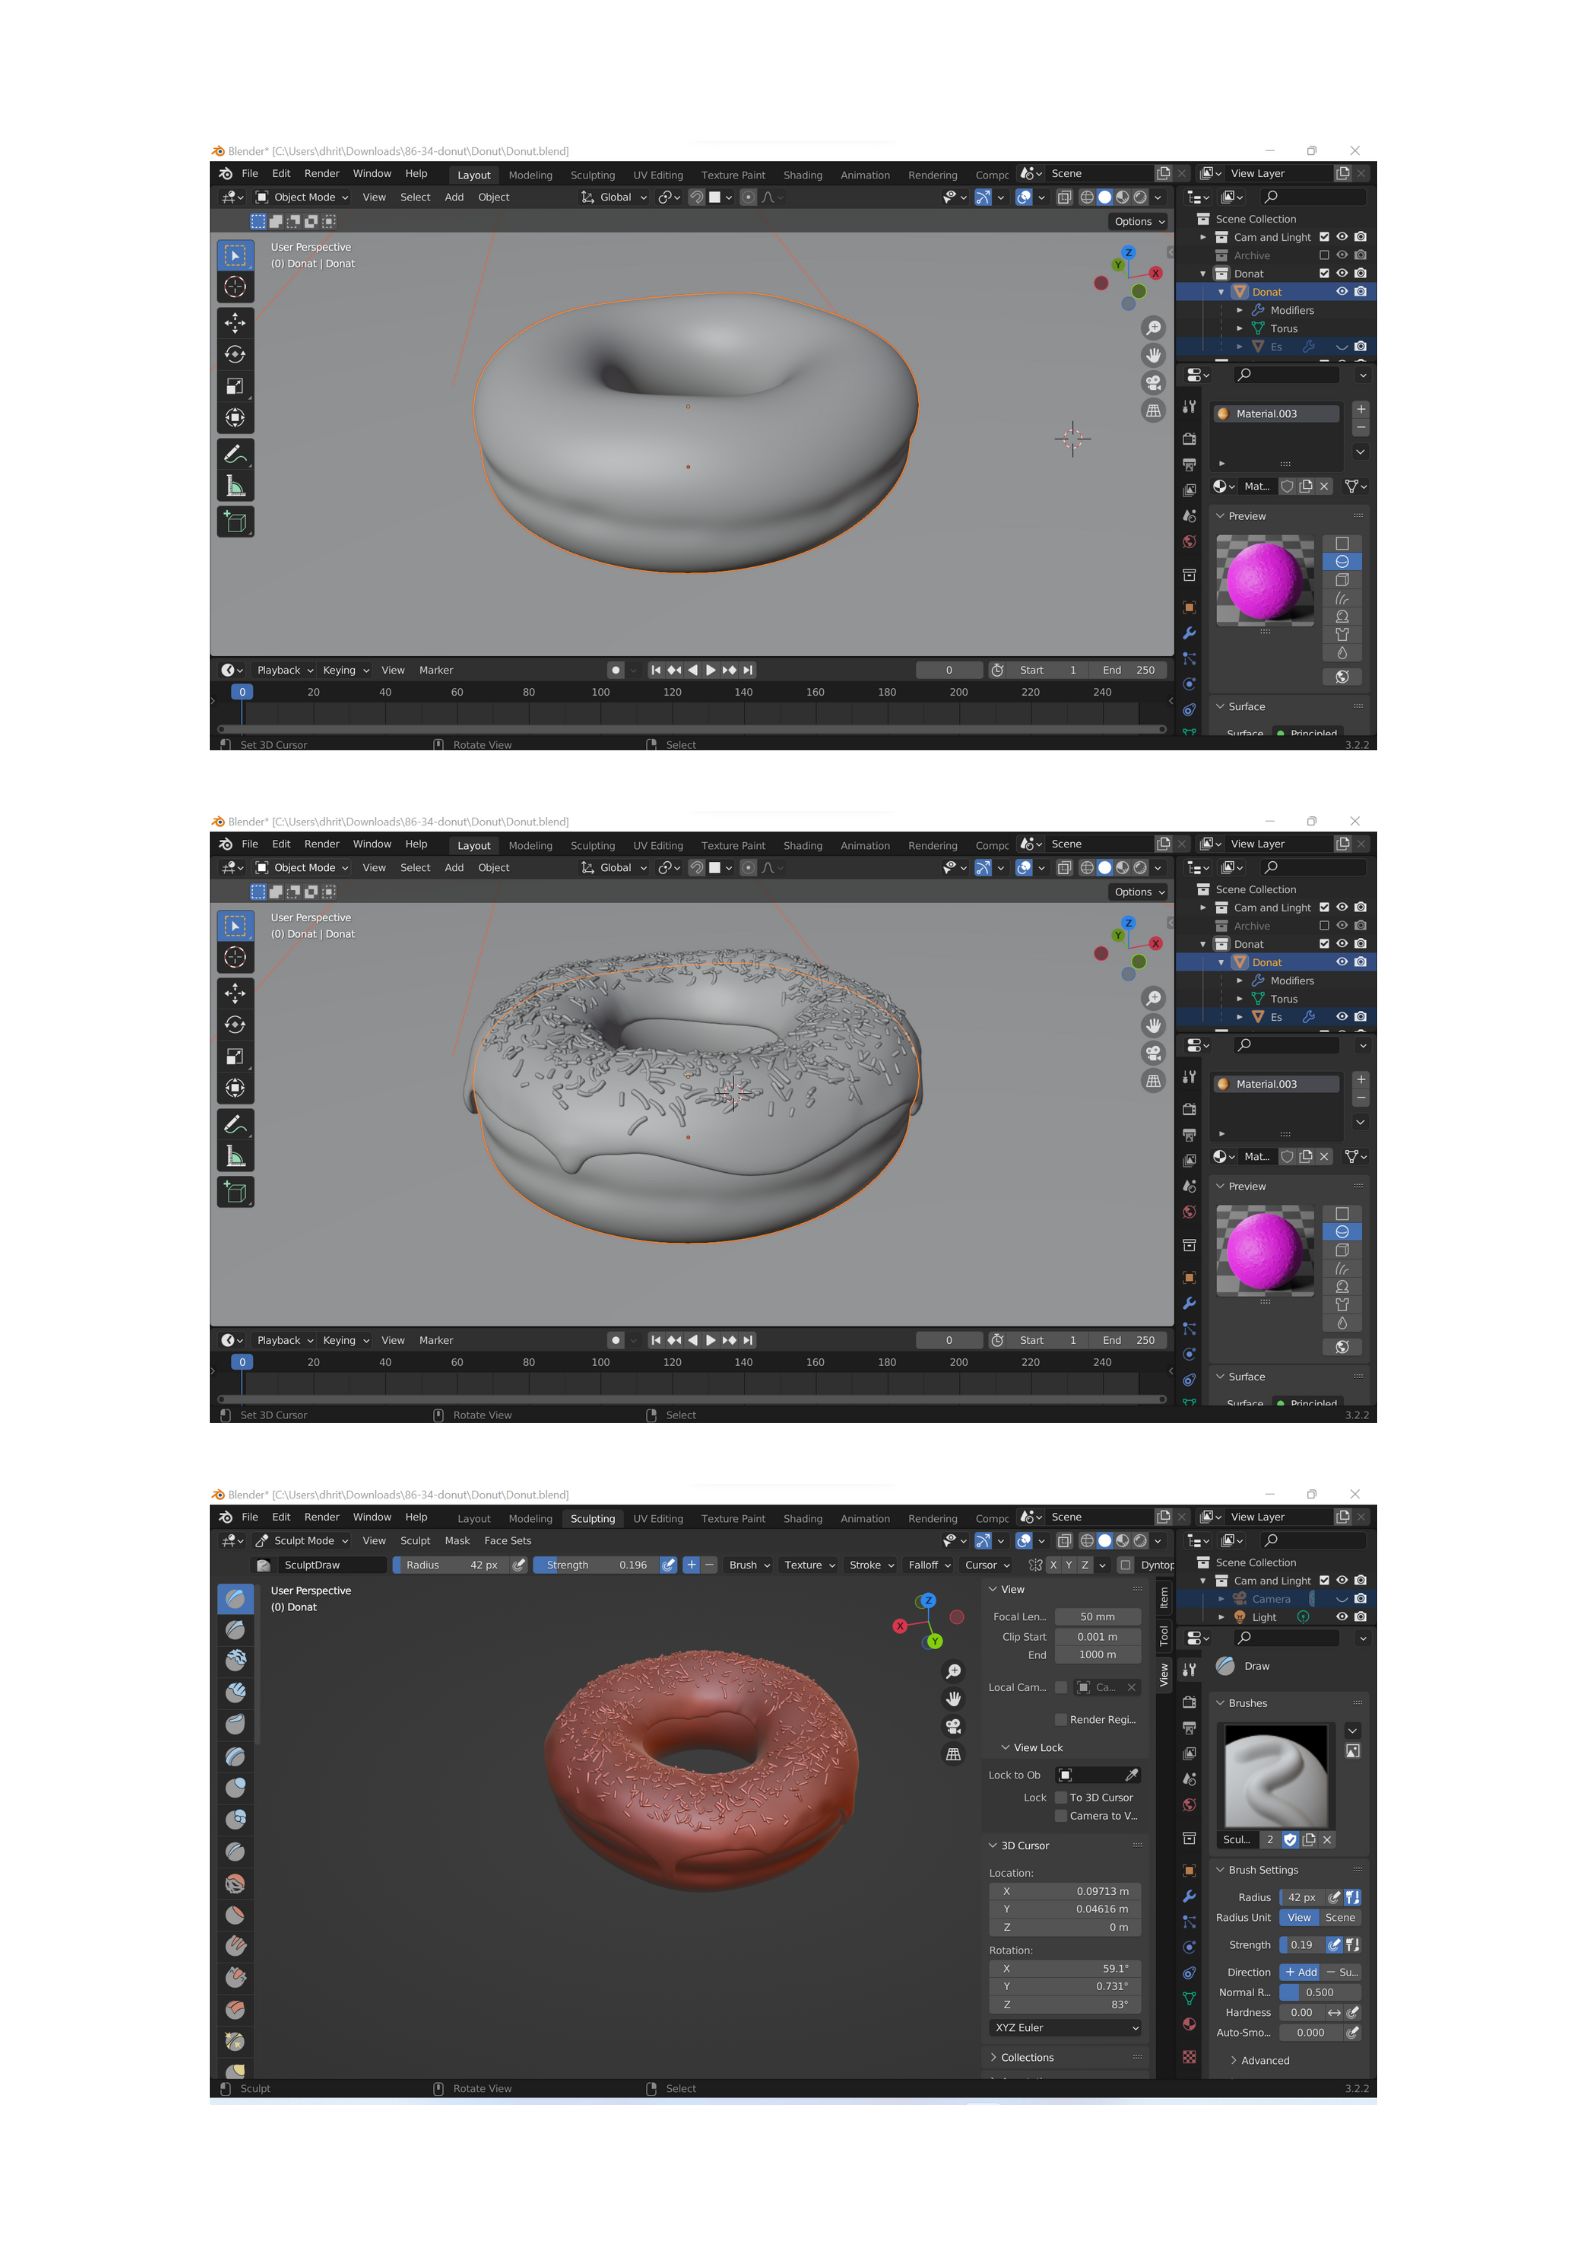 Blender* [C:\Users\dhrit\Downloads\86-34-donut\Donut\Donut.blend]
File Edit Render Window Help Layout Modeling Sculpting UV Editing Texture Paint Shading Animation Rendering Compc Scene View Layer
Object Mode View Select Add Object Global
Options
User Perspective
(0) Donat | Donat
Z
Y
X
Scene Collection
Cam and Linght
Archive
Donat
Donat
Modifiers
Torus
Es
Material.003
Mat...
Preview
Surface
Surface Principled
Playback Keying View Marker 0 Start 1 End 250
0 20 40 60 80 100 120 140 160 180 200 220 240
Set 3D Cursor Rotate View Select 3.2.2
Blender* [C:\Users\dhrit\Downloads\86-34-donut\Donut\Donut.blend]
File Edit Render Window Help Layout Modeling Sculpting UV Editing Texture Paint Shading Animation Rendering Compc Scene View Layer
Object Mode View Select Add Object Global
Options
User Perspective
(0) Donat | Donat
Z
Y
X
Scene Collection
Cam and Linght
Archive
Donat
Donat
Modifiers
Torus
Es
Material.003
Mat...
Preview
Surface
Surface Principled
Playback Keying View Marker 0 Start 1 End 250
0 20 40 60 80 100 120 140 160 180 200 220 240
Set 3D Cursor Rotate View Select 3.2.2
Blender* [C:\Users\dhrit\Downloads\86-34-donut\Donut\Donut.blend]
File Edit Render Window Help Layout Modeling Sculpting UV Editing Texture Paint Shading Animation Rendering Compc Scene View Layer
Sculpt Mode View Sculpt Mask Face Sets
SculptDraw Radius 42 px Strength 0.196 + − Brush Texture Stroke Falloff Cursor X Y Z Dyntop
User Perspective
(0) Donat
Z
X
Y
View
Focal Len... 50 mm
Clip Start 0.001 m
End 1000 m
Local Cam... Ca...
Render Regi...
View Lock
Lock to Ob
Lock To 3D Cursor
Camera to V...
3D Cursor
Location:
X 0.09713 m
Y 0.04616 m
Z 0 m
Rotation:
X 59.1°
Y 0.731°
Z 83°
XYZ Euler
Collections
Item
Tool
View
Scene Collection
Cam and Linght
Camera
Light
Draw
Brushes
Scul... 2
Brush Settings
Radius 42 px
Radius Unit View Scene
Strength 0.19
Direction + Add − Su...
Normal R... 0.500
Hardness 0.00
Auto-Smo... 0.000
Advanced
Sculpt Rotate View Select 3.2.2